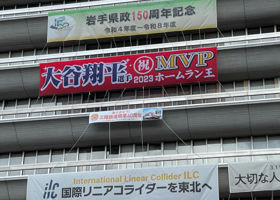 岩手県政150周年記念
令和4年度〜令和8年度
大谷翔平 祝 MVP
2023ホームラン王
International Linear Collider ILC
ilc 国際リニアコライダーを東北へ
大切な人